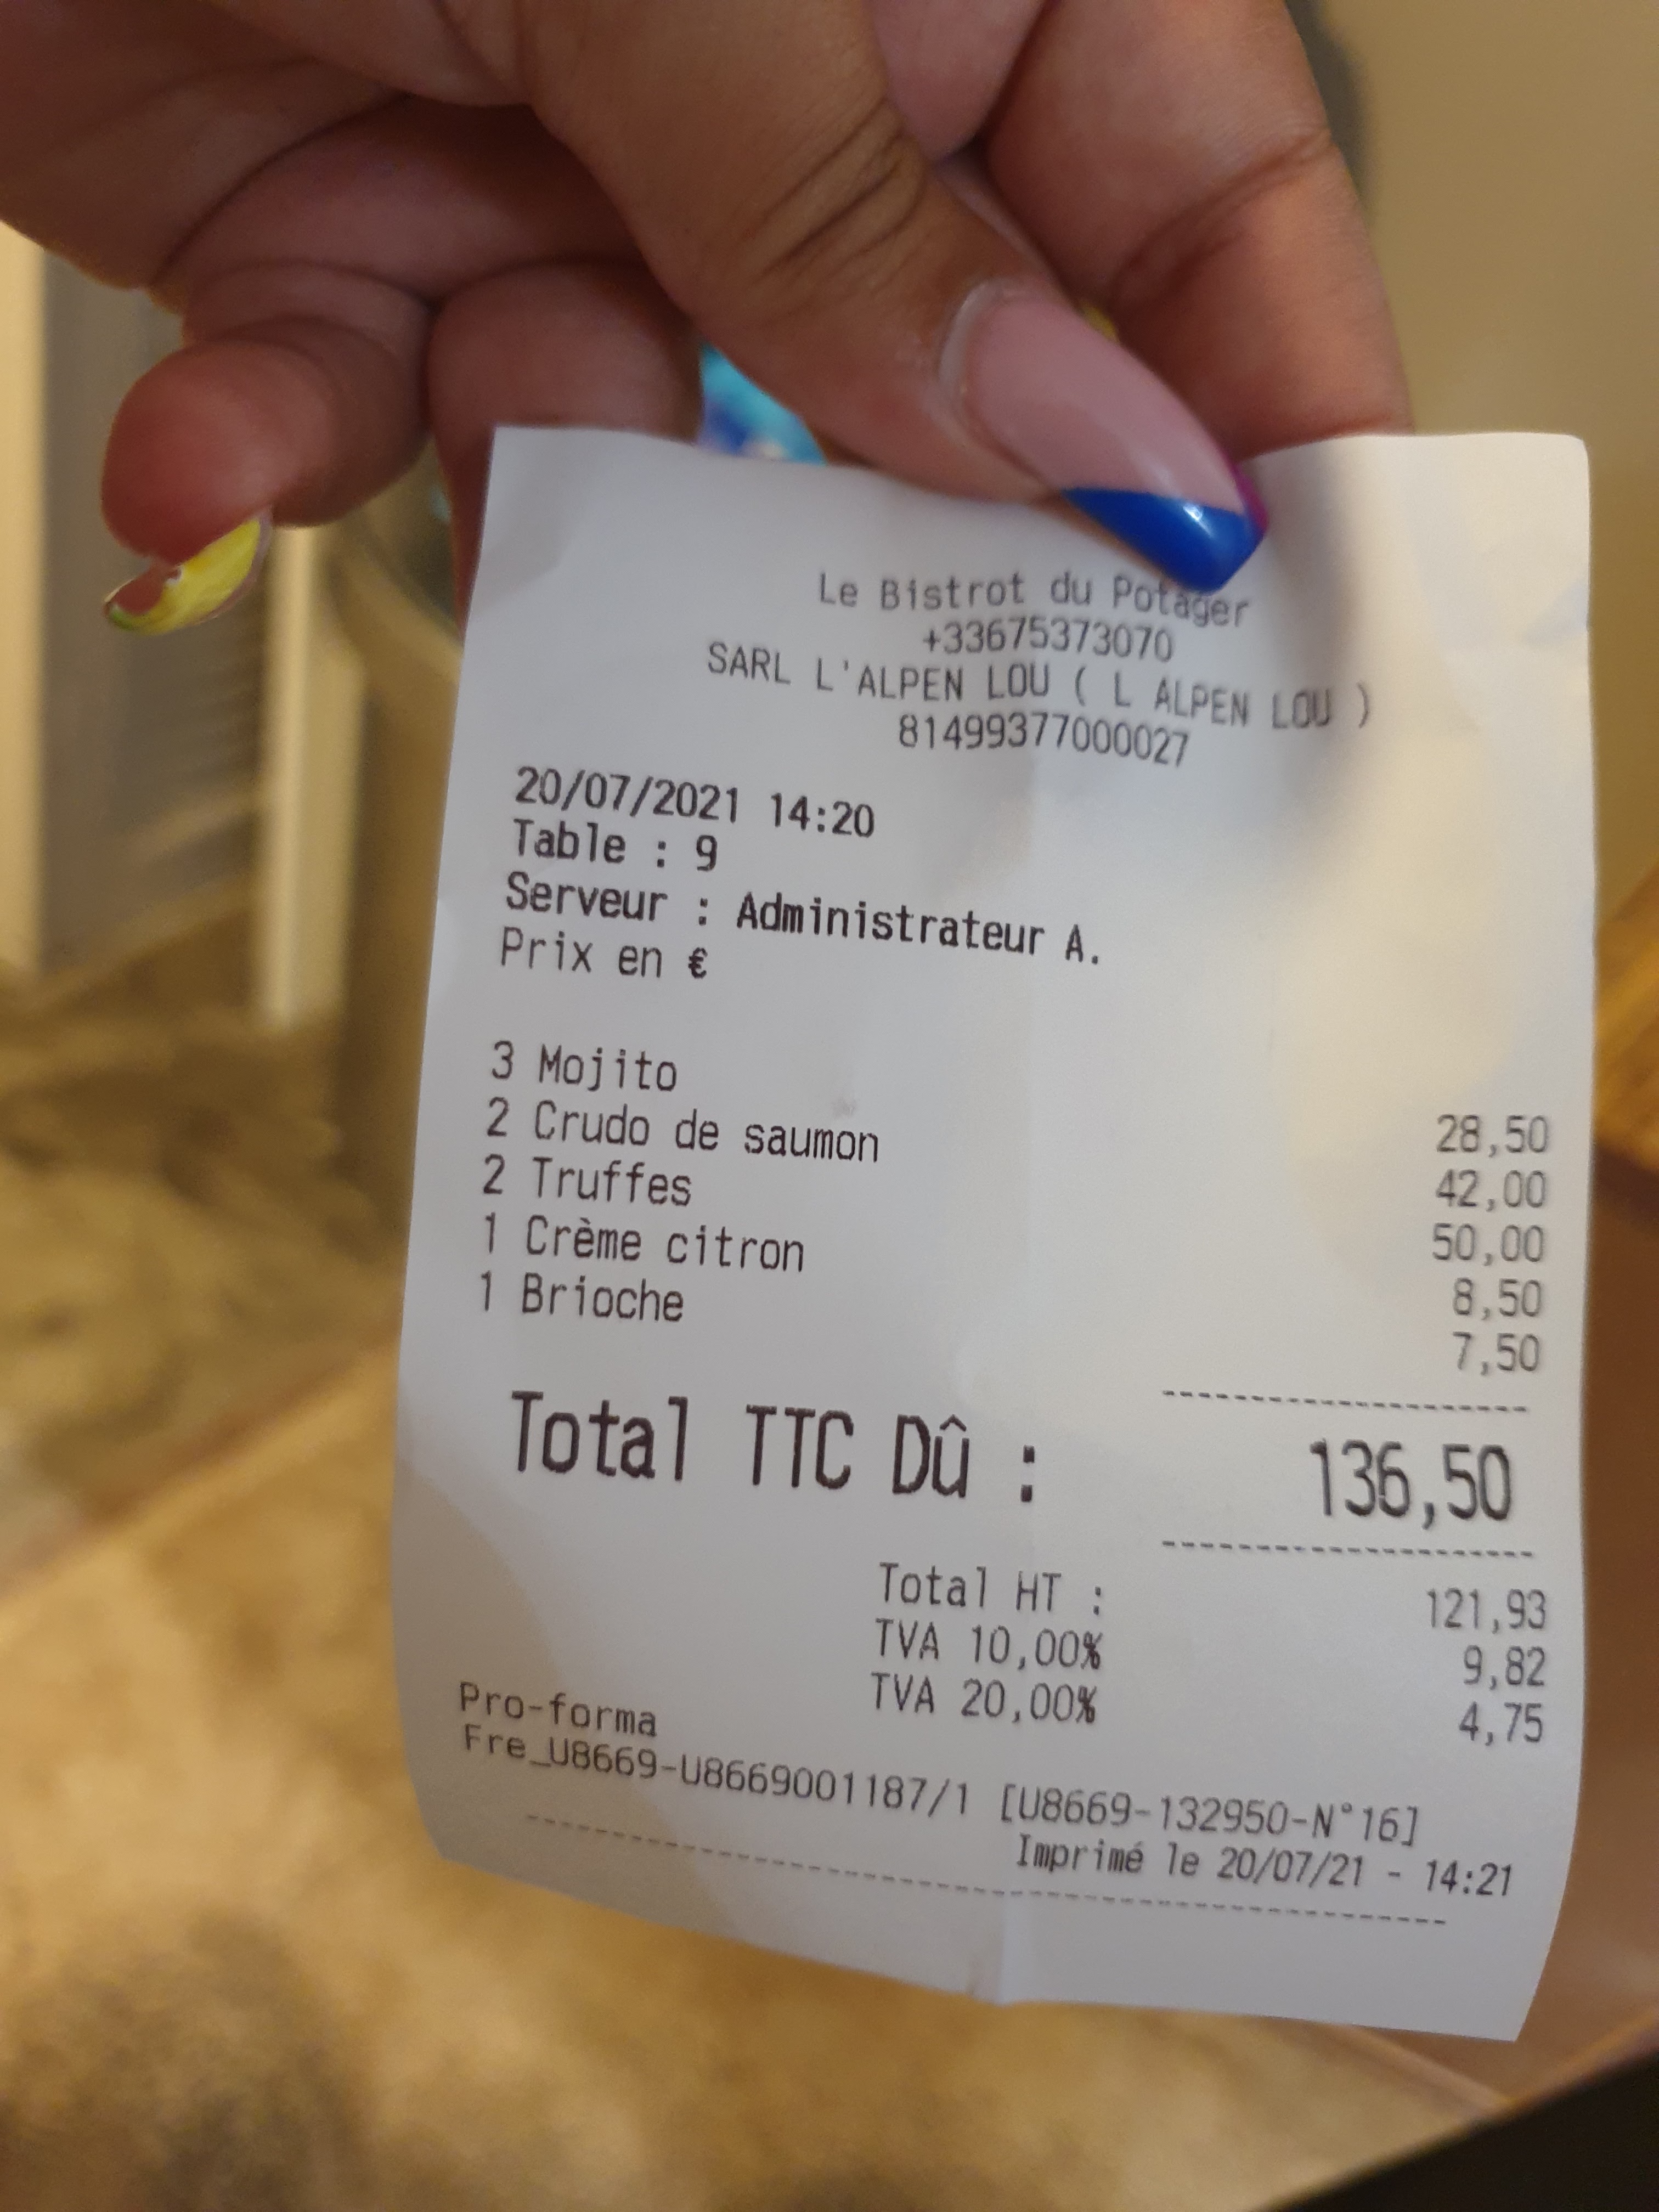 Le Bistrot du Potager
+33675373070
SARL L'ALPEN LOU ( L ALPEN LOU )
81499377000027
20/07/2021 14:20
Table : 9
Serveur : Administrateur A.
Prix en €
3 Mojito 28,50
2 Crudo de saumon 42,00
2 Truffes 50,00
1 Crème citron 8,50
1 Brioche 7,50
Total TTC Dû : 136,50
Total HT : 121,93
TVA 10,00% 9,82
TVA 20,00% 4,75
Pro-forma
Fre_U8669-U8669001187/1 [U8669-132950-N°16]
Imprimé le 20/07/21 - 14:21